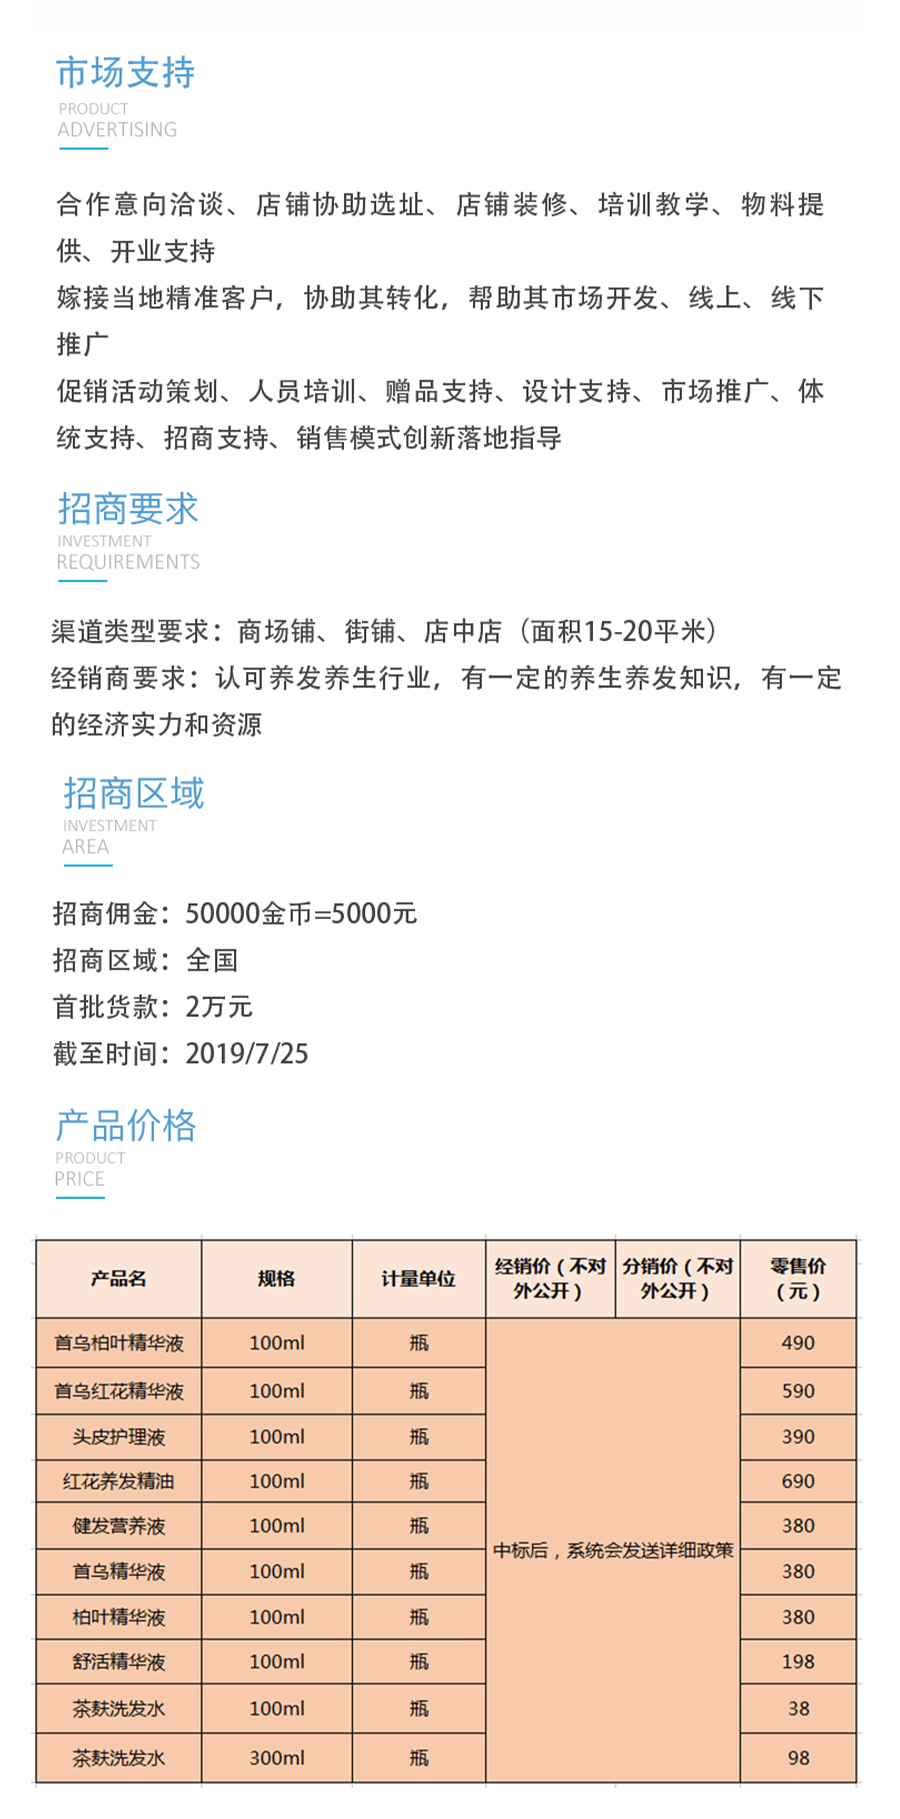 市场支持
PRODUCT
ADVERTISING
合作意向洽谈、店铺协助选址、店铺装修、培训教学、物料提
供、开业支持
嫁接当地精准客户，协助其转化，帮助其市场开发、线上、线下
推广
促销活动策划、人员培训、赠品支持、设计支持、市场推广、体
统支持、招商支持、销售模式创新落地指导
招商要求
INVESTMENT
REQUIREMENTS
渠道类型要求：商场铺、街铺、店中店（面积15-20平米）
经销商要求：认可养发养生行业，有一定的养生养发知识，有一定
的经济实力和资源
招商区域
INVESTMENT
AREA
招商佣金：50000金币=5000元
招商区域：全国
首批货款：2万元
截至时间：2019/7/25
产品价格
PRODUCT
PRICE
产品名 规格 计量单位 经销价（不对外公开） 分销价（不对外公开） 零售价（元）
首乌柏叶精华液 100ml 瓶 490
首乌红花精华液 100ml 瓶 590
头皮护理液 100ml 瓶 390
红花养发精油 100ml 瓶 690
健发营养液 100ml 瓶 380
中标后，系统会发送详细政策
首乌精华液 100ml 瓶 380
柏叶精华液 100ml 瓶 380
舒活精华液 100ml 瓶 198
茶麸洗发水 100ml 瓶 38
茶麸洗发水 300ml 瓶 98